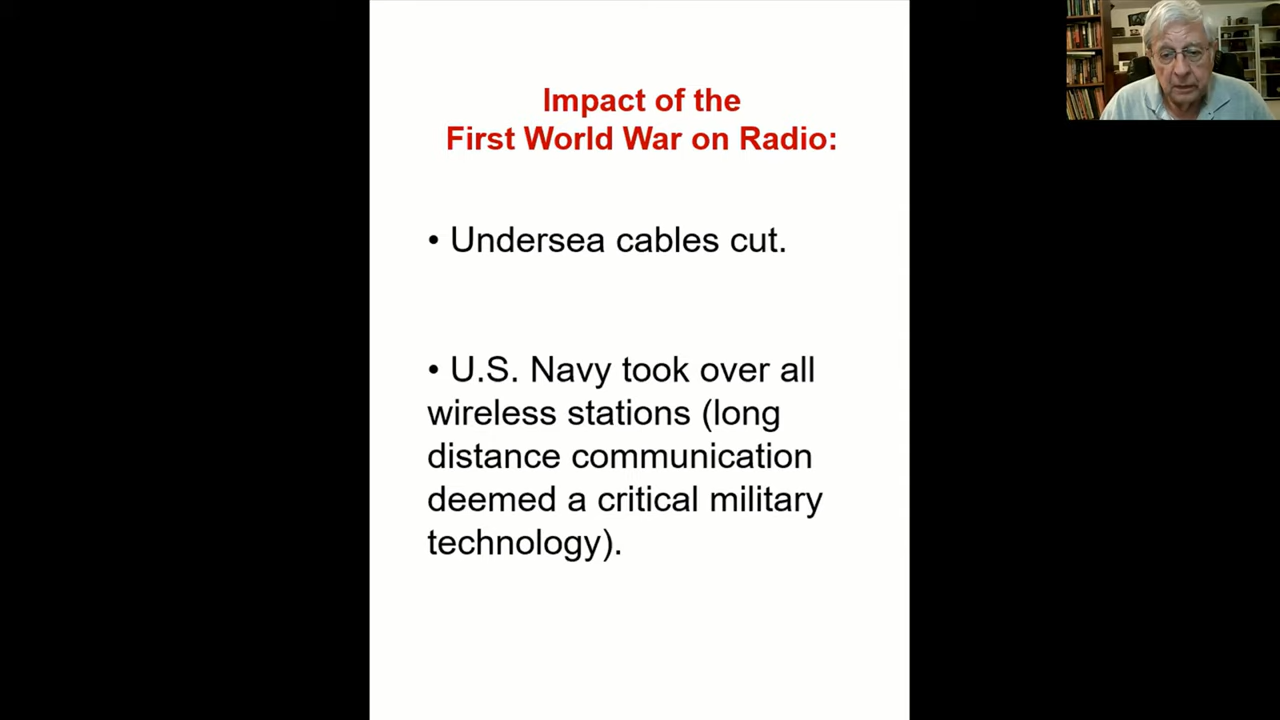 Impact of the
First World War on Radio:
• Undersea cables cut.
• U.S. Navy took over all
wireless stations (long
distance communication
deemed a critical military
technology).